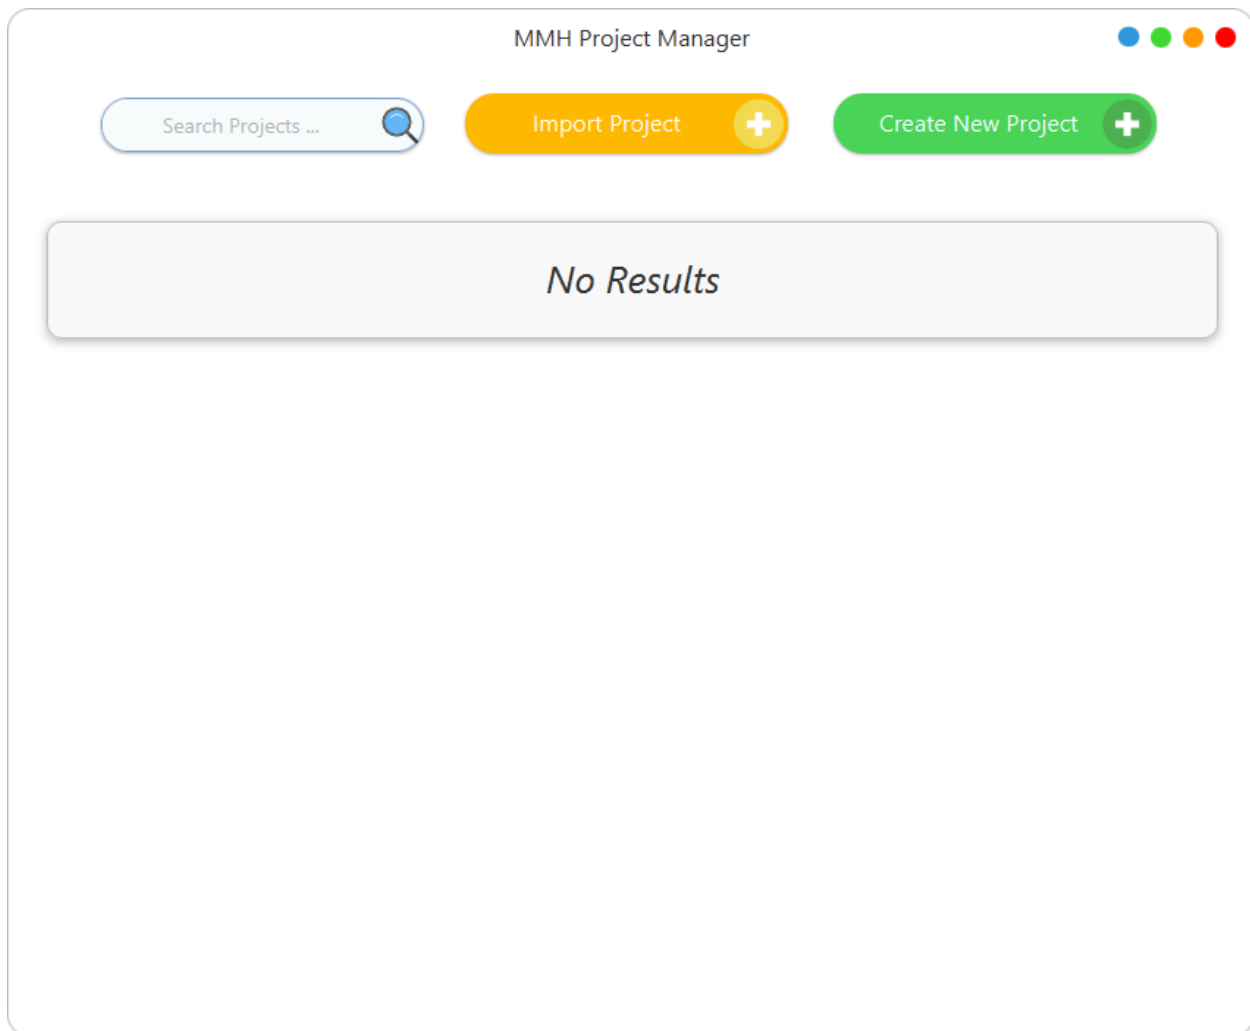 MMH Project Manager
Search Projects ...
Import Project
Create New Project
No Results